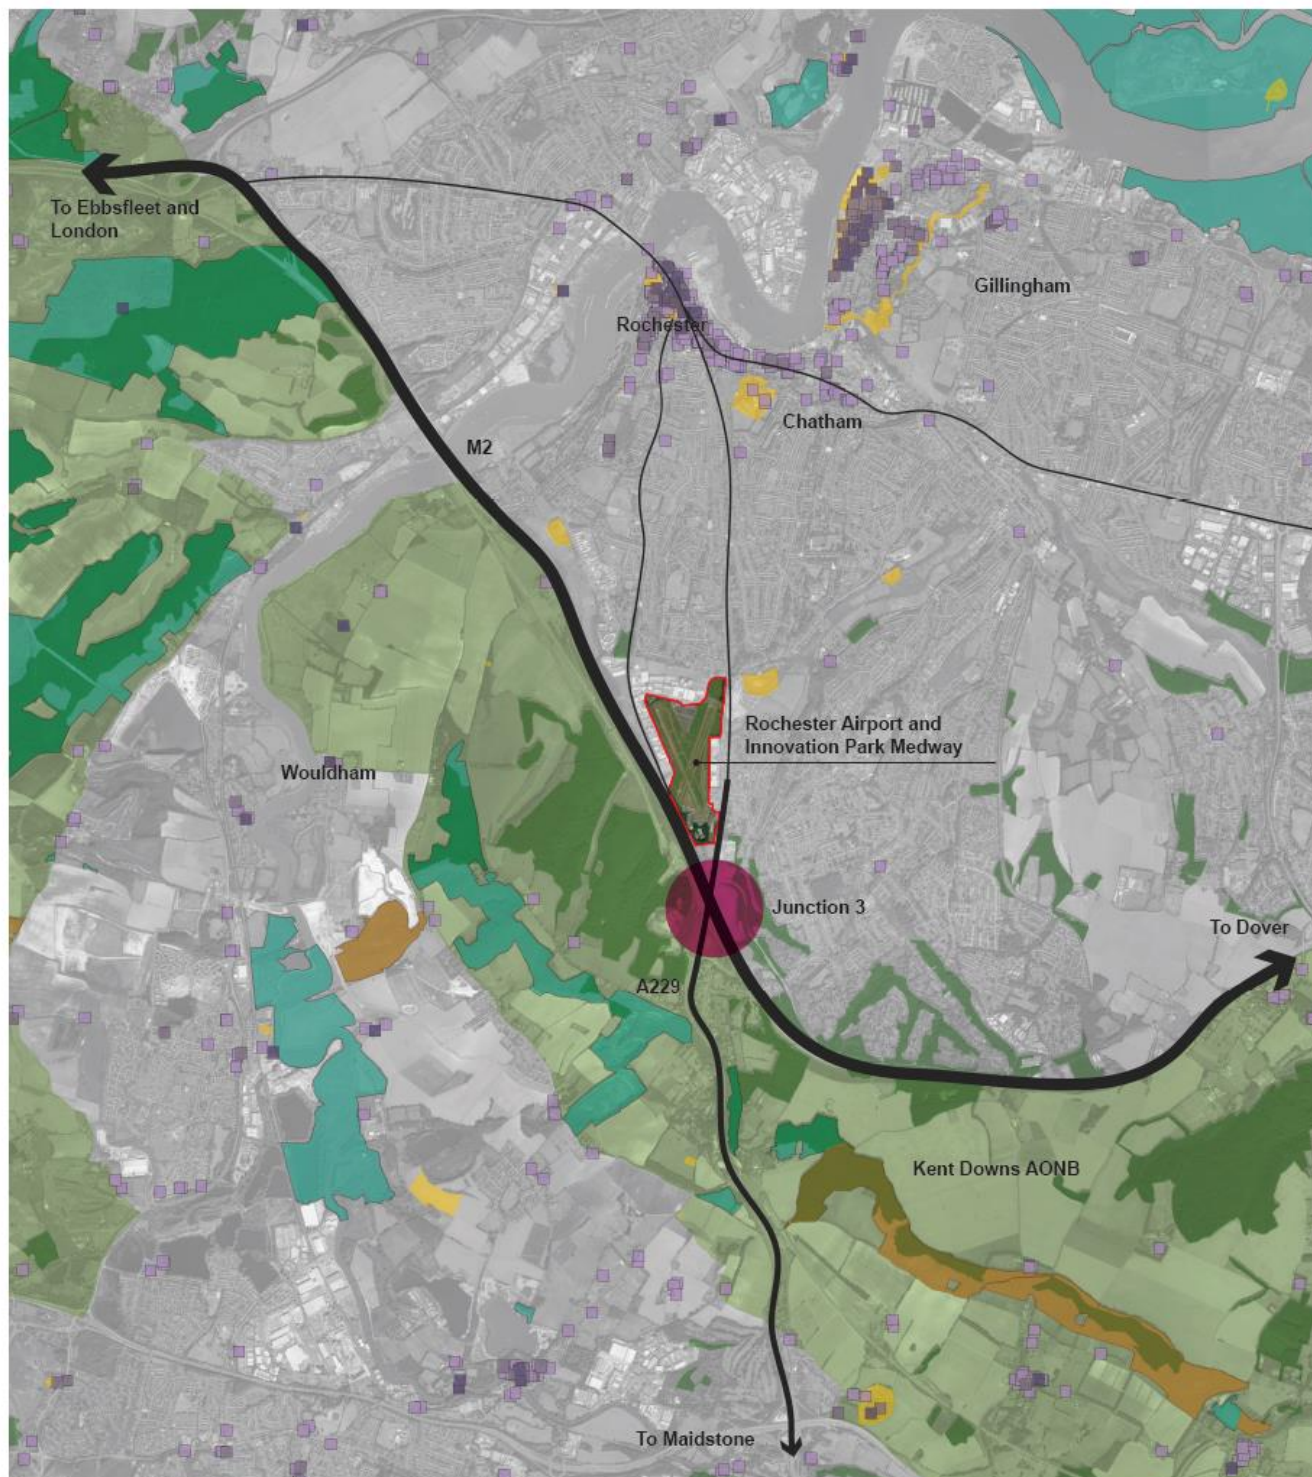 To Ebbsfleet and
London
Gillingham
Rochester
Chatham
M2
Rochester Airport and
Innovation Park Medway
Wouldham
Junction 3
To Dover
A229
Kent Downs AONB
To Maidstone